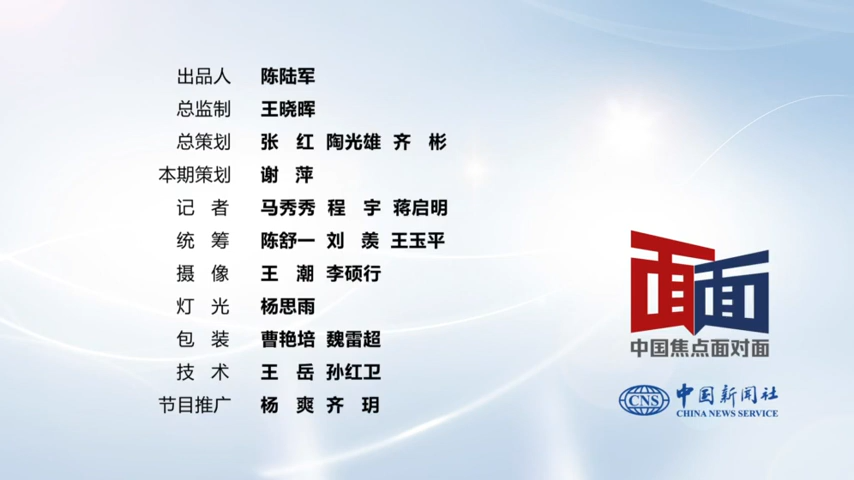 出品人 陈陆军
总监制 王晓晖
总策划 张 红 陶光雄 齐 彬
本期策划 谢 萍
记 者 马秀秀 程 宇 蒋启明
统 筹 陈舒一 刘 羡 王玉平
摄 像 王 潮 李硕行
灯 光 杨思雨
包 装 曹艳培 魏雷超
技 术 王 岳 孙红卫
节目推广 杨 爽 齐 玥
面面
中国焦点面对面
CNS 中国新闻社
CHINA NEWS SERVICE